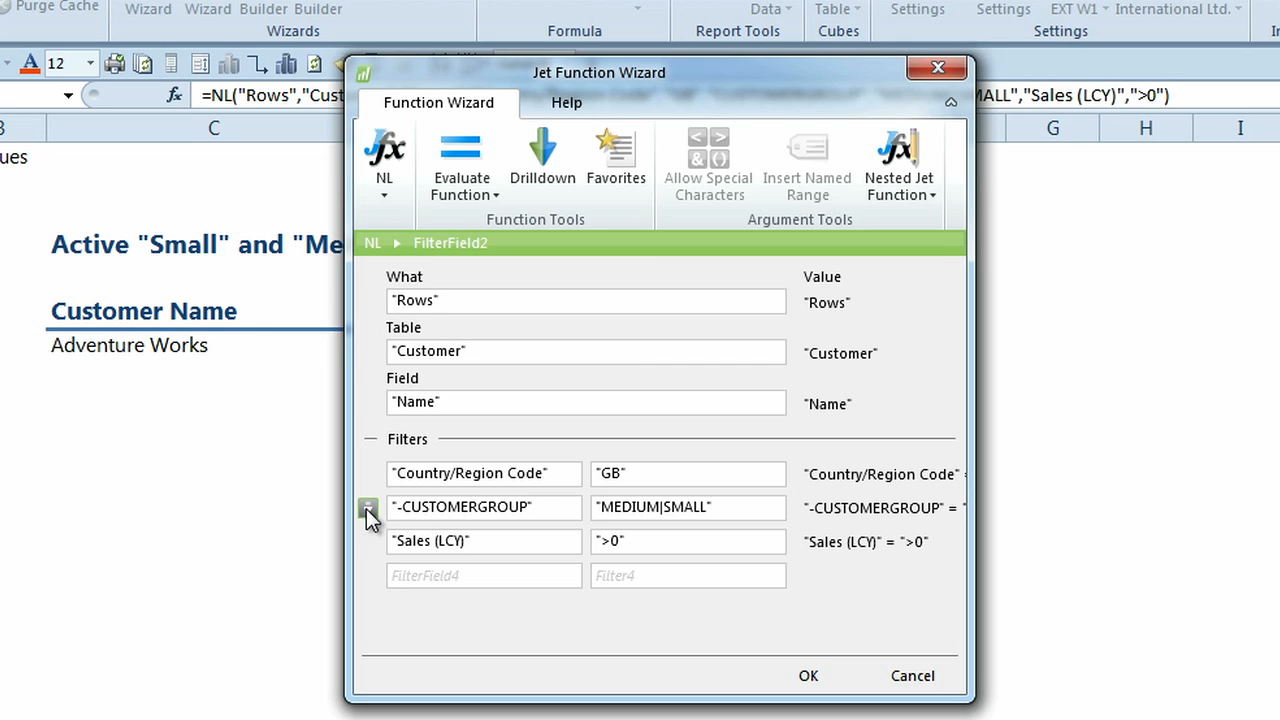 Purge Cache
Wizard Wizard Builder Builder
Data Table Settings Settings EXT W1 International Ltd.
Wizards Formula Report Tools Cubes Settings
A 12
Jet Function Wizard
fx =NL("Rows","Cust MALL","Sales (LCY)",">0")
Function Wizard Help
C G H I
ues
NL
Evaluate Function
Drilldown
Favorites
Allow Special Characters
Insert Named Range
Nested Jet Function
Function Tools Argument Tools
NL FilterField2
Active "Small" and "Me
Customer Name
Adventure Works
What Value
"Rows" "Rows"
Table
"Customer" "Customer"
Field
"Name" "Name"
Filters
"Country/Region Code" "GB" "Country/Region Code" =
"-CUSTOMERGROUP" "MEDIUM|SMALL" "-CUSTOMERGROUP" = "
"Sales (LCY)" ">0" "Sales (LCY)" = ">0"
FilterField4 Filter4
OK Cancel